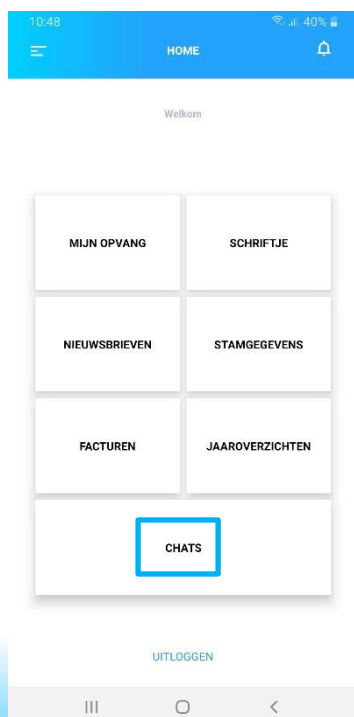 10:48 40%
HOME
Welkom
MIJN OPVANG SCHRIFTJE
NIEUWSBRIEVEN STAMGEGEVENS
FACTUREN JAAROVERZICHTEN
CHATS
UITLOGGEN